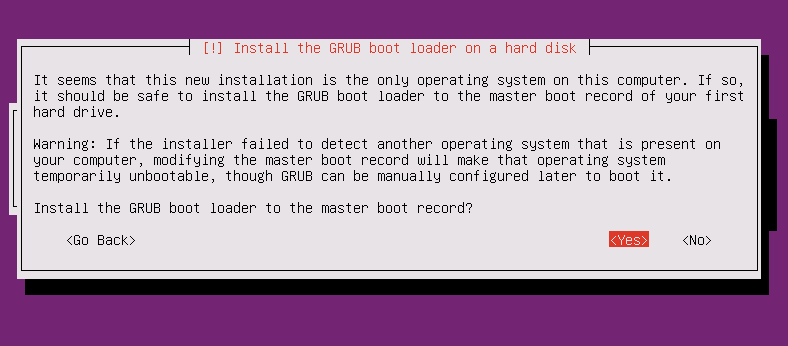 [!] Install the GRUB boot loader on a hard disk
It seems that this new installation is the only operating system on this computer. If so,
it should be safe to install the GRUB boot loader to the master boot record of your first
hard drive.
Warning: If the installer failed to detect another operating system that is present on
your computer, modifying the master boot record will make that operating system
temporarily unbootable, though GRUB can be manually configured later to boot it.
Install the GRUB boot loader to the master boot record?
<Go Back> <Yes> <No>